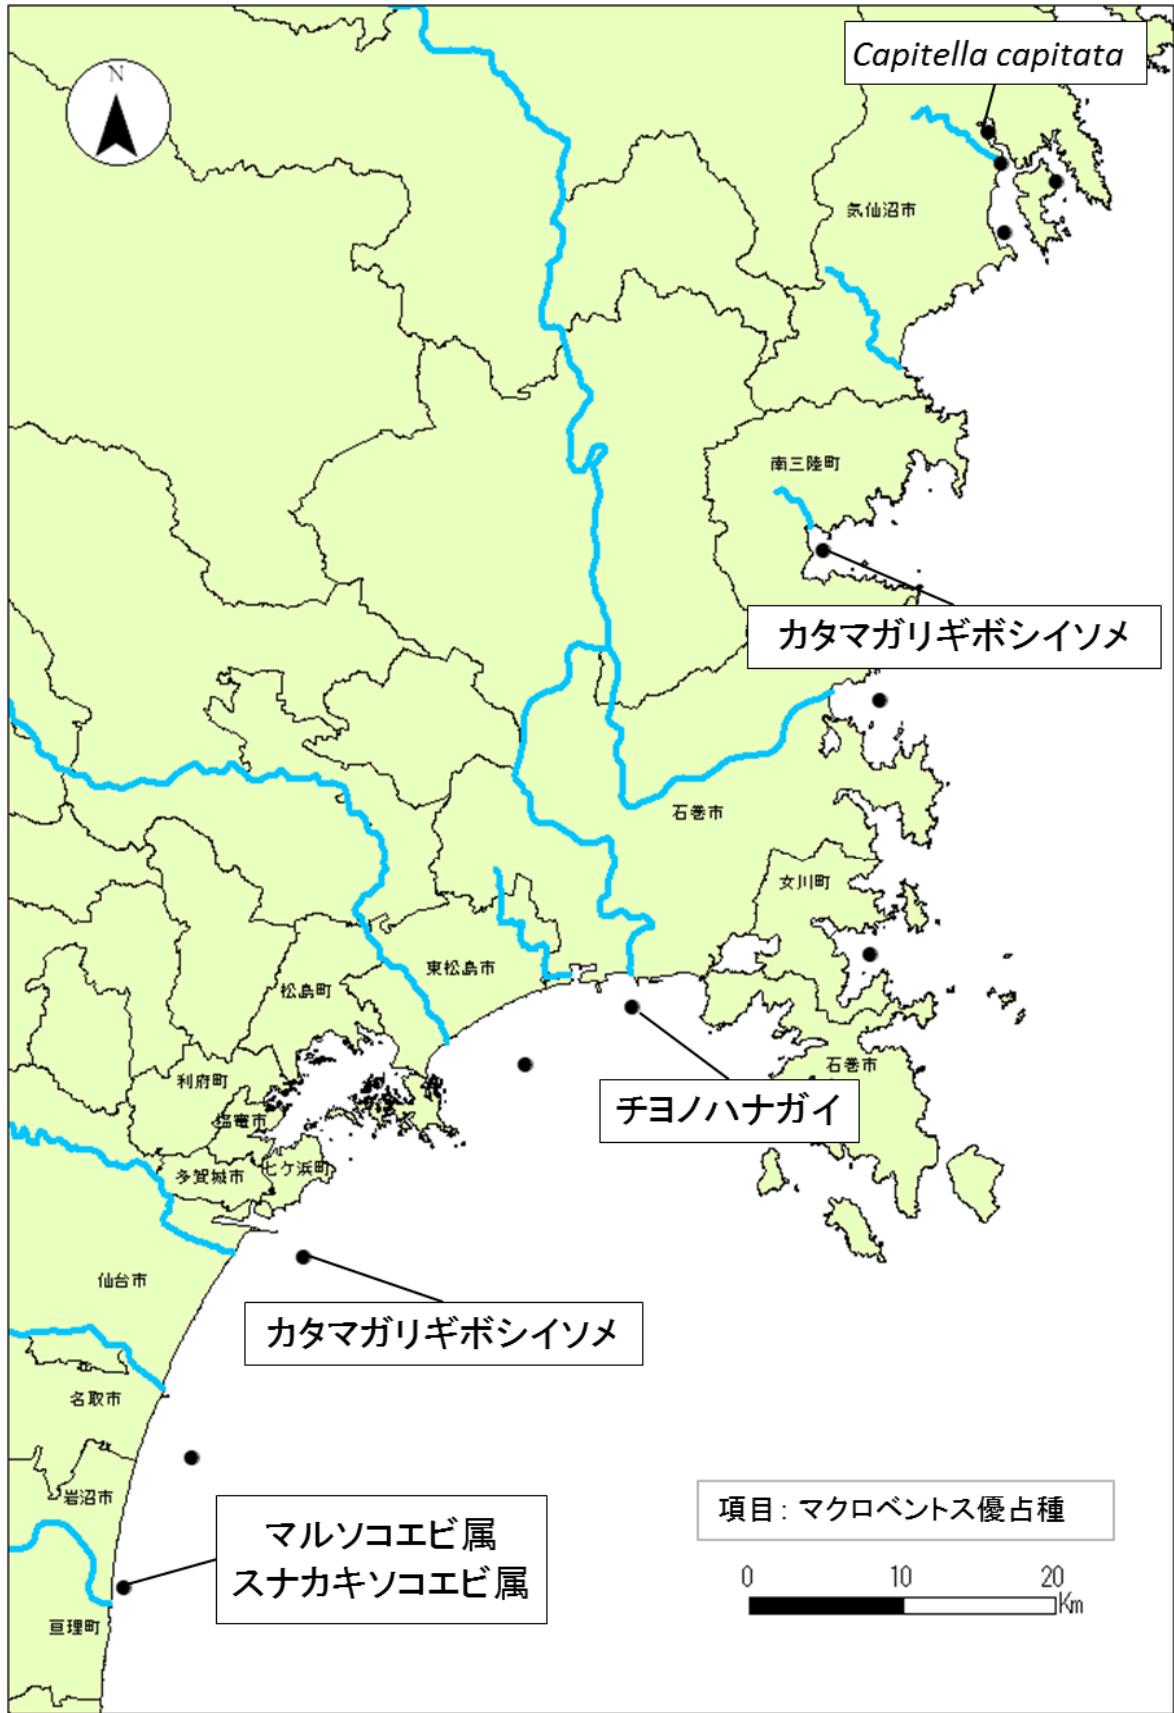 Capitella capitata
N
気仙沼市
南三陸町
カタマガリギボシイソメ
石巻市
女川町
東松島市
松島町
石巻市
利府町
チヨノハナガイ
塩竈市
多賀城市
七ケ浜町
仙台市
カタマガリギボシイソメ
名取市
岩沼市
項目：マクロベントス優占種
マルソコエビ属
スナカキソコエビ属
0 10 20
Km
亘理町